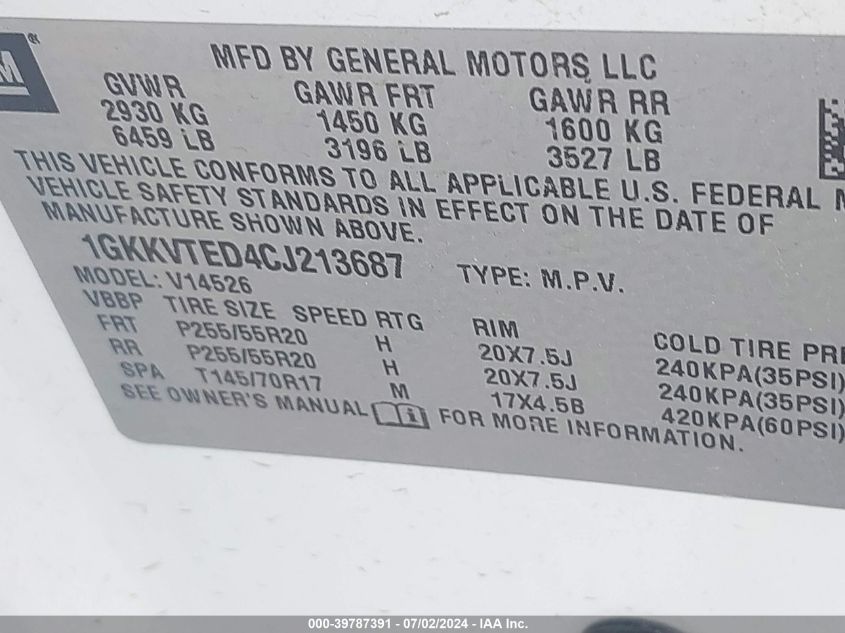 M ®
MFD BY GENERAL MOTORS LLC
GVWR GAWR FRT GAWR RR
2930 KG 1450 KG 1600 KG
6459 LB 3196 LB 3527 LB
THIS VEHICLE CONFORMS TO ALL APPLICABLE U.S. FEDERAL
VEHICLE SAFETY STANDARDS IN EFFECT ON THE DATE OF
MANUFACTURE SHOWN ABOVE.
1GKKVTED4CJ213687 TYPE: M.P.V.
MODEL: V14526
VBBP TIRE SIZE SPEED RTG RIM COLD TIRE PRE
FRT P255/55R20 H 20X7.5J 240KPA(35PSI)
RR P255/55R20 H 20X7.5J 240KPA(35PSI)
SPA T145/70R17 M 17X4.5B 420KPA(60PSI)
SEE OWNER'S MANUAL FOR MORE INFORMATION.
000-39787391 - 07/02/2024 - IAA Inc.